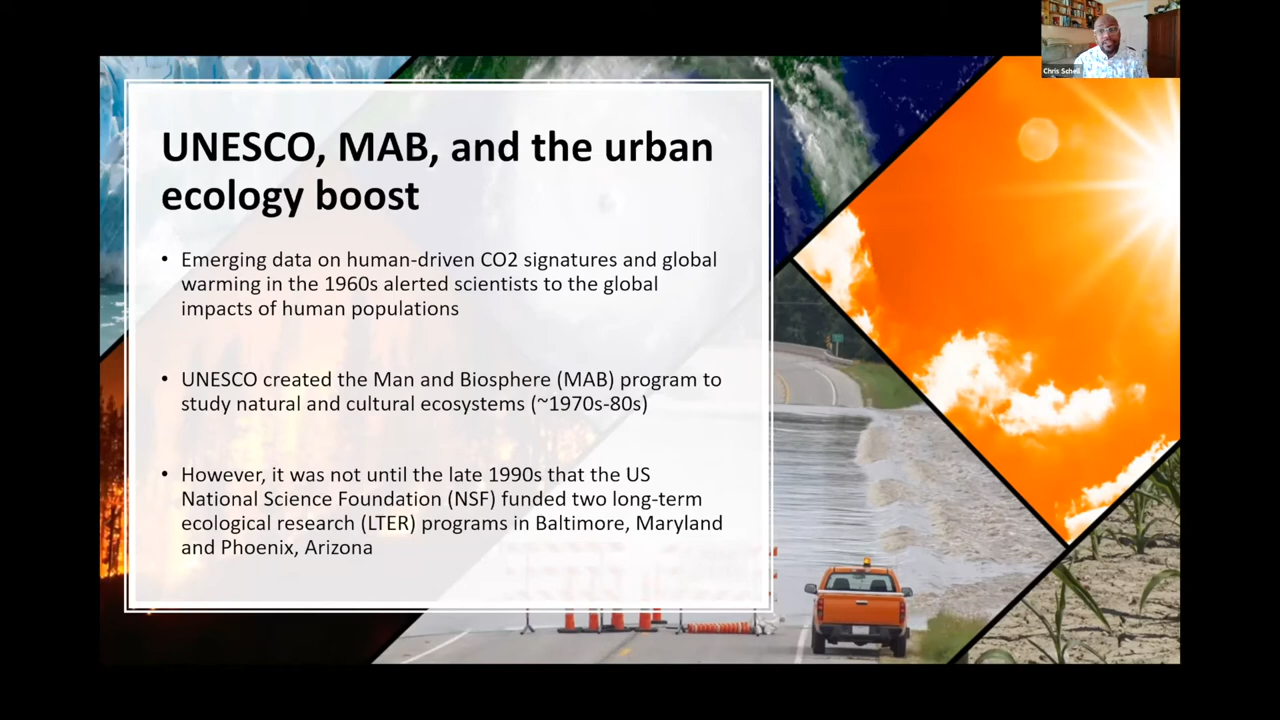 Chris Schell
UNESCO, MAB, and the urban
ecology boost
• Emerging data on human-driven CO2 signatures and global
warming in the 1960s alerted scientists to the global
impacts of human populations
• UNESCO created the Man and Biosphere (MAB) program to
study natural and cultural ecosystems (~1970s-80s)
• However, it was not until the late 1990s that the US
National Science Foundation (NSF) funded two long-term
ecological research (LTER) programs in Baltimore, Maryland
and Phoenix, Arizona